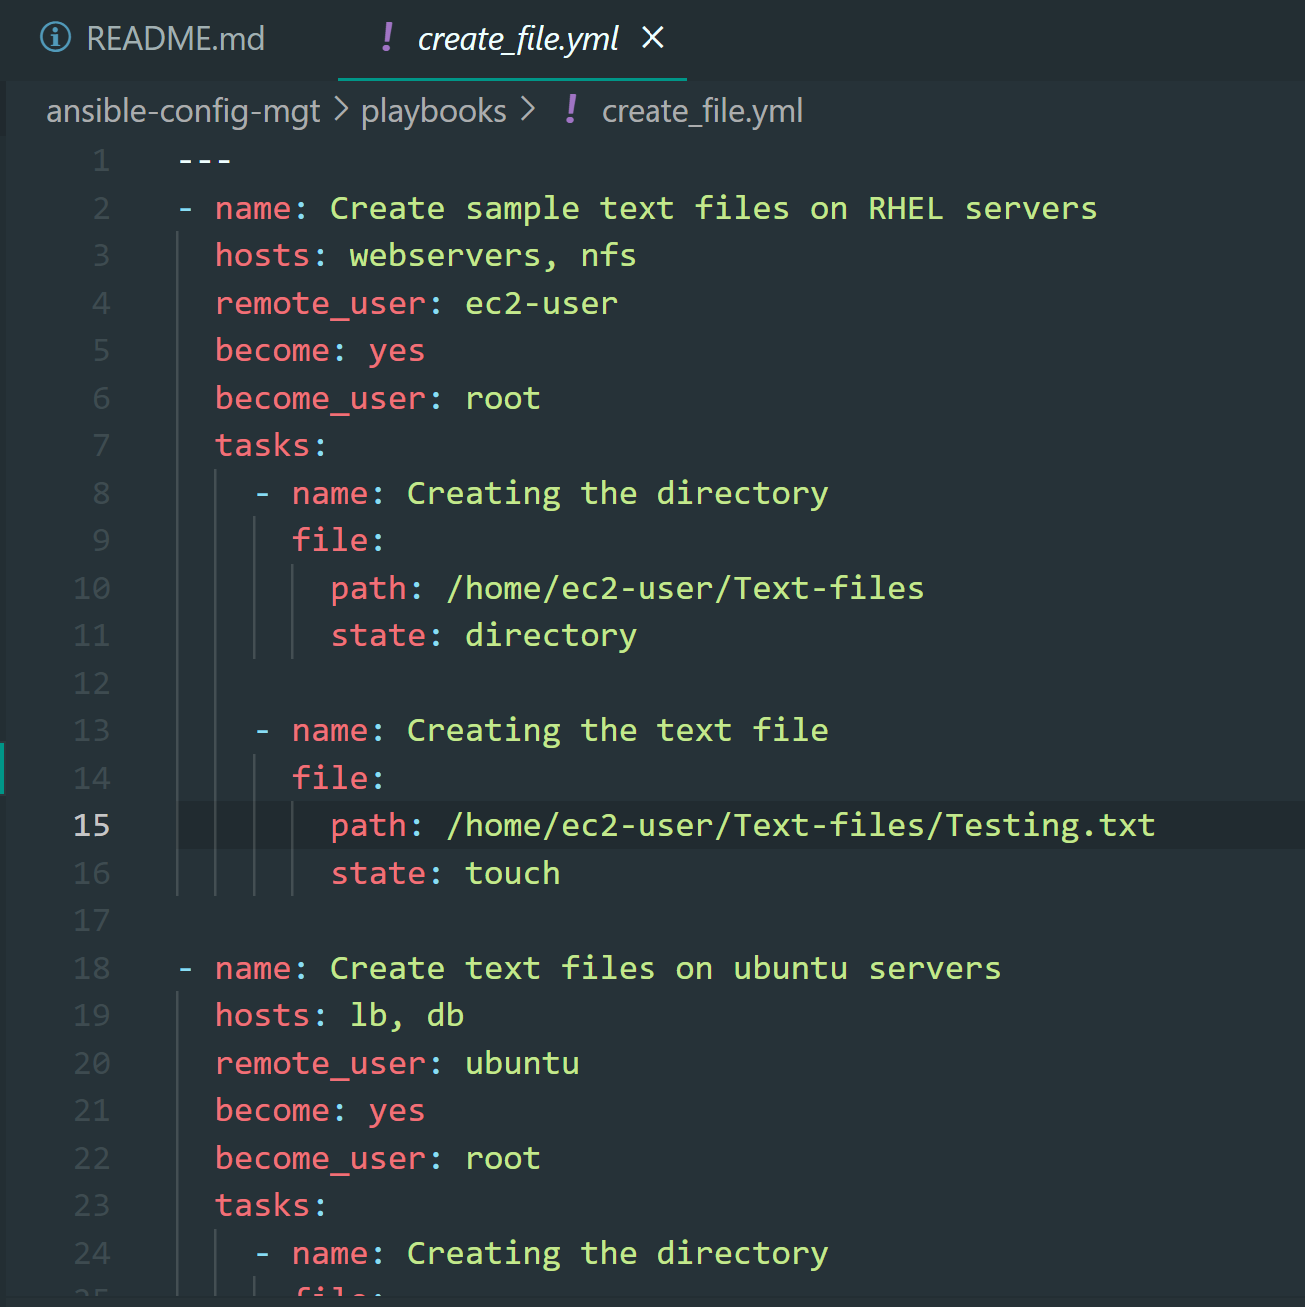 README.md
! create_file.yml ×
ansible-config-mgt > playbooks > ! create_file.yml
1 ---
2 - name: Create sample text files on RHEL servers
3   hosts: webservers, nfs
4   remote_user: ec2-user
5   become: yes
6   become_user: root
7   tasks:
8     - name: Creating the directory
9       file:
10         path: /home/ec2-user/Text-files
11         state: directory
12
13     - name: Creating the text file
14       file:
15         path: /home/ec2-user/Text-files/Testing.txt
16         state: touch
17
18 - name: Create text files on ubuntu servers
19   hosts: lb, db
20   remote_user: ubuntu
21   become: yes
22   become_user: root
23   tasks:
24     - name: Creating the directory
25       file: